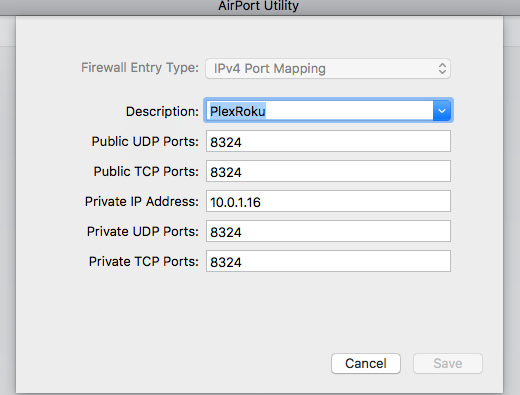 AirPort Utility
Firewall Entry Type: IPv4 Port Mapping
Description: PlexRoku
Public UDP Ports: 8324
Public TCP Ports: 8324
Private IP Address: 10.0.1.16
Private UDP Ports: 8324
Private TCP Ports: 8324
Cancel Save